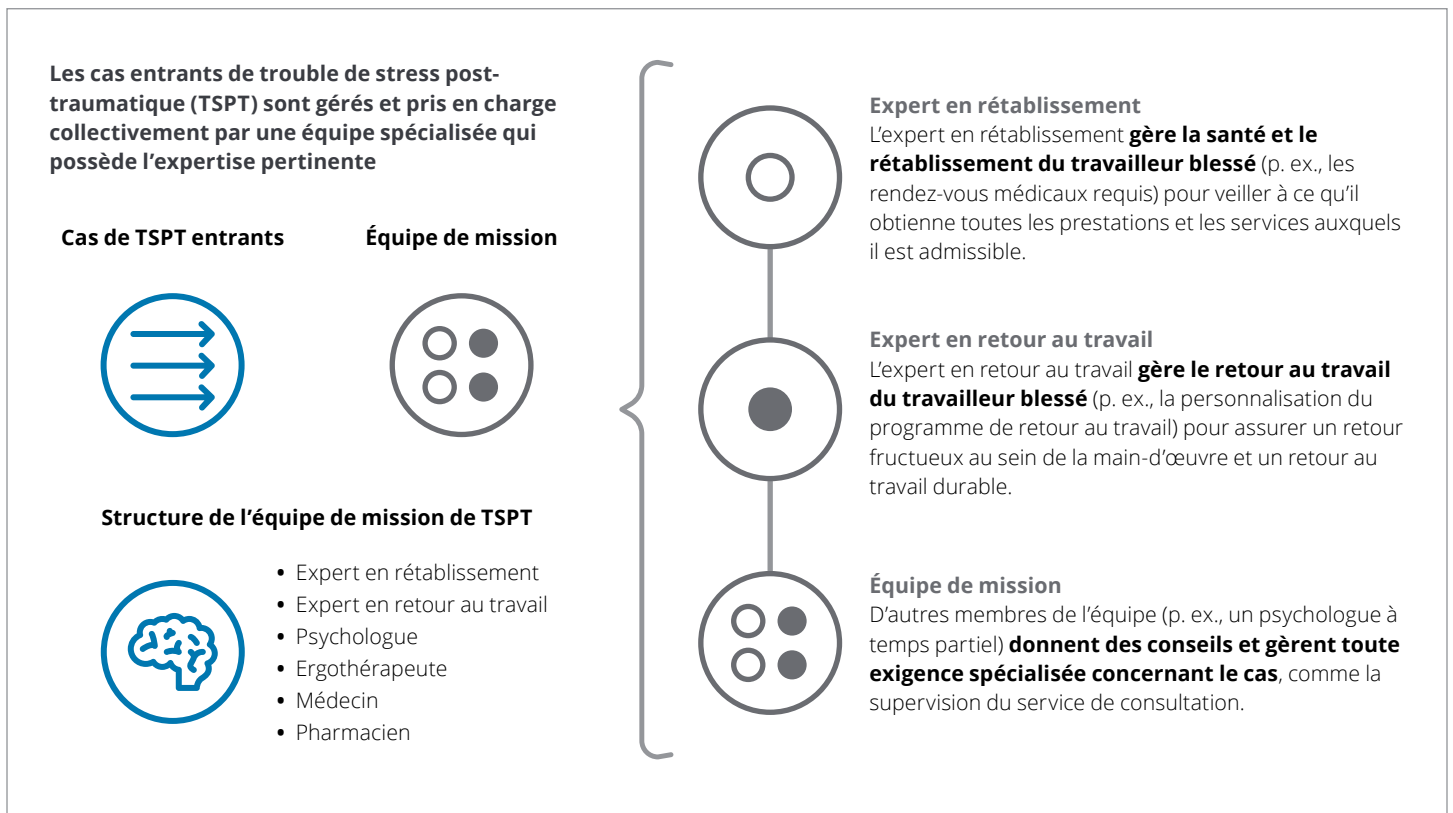 Les cas entrants de trouble de stress post-
traumatique (TSPT) sont gérés et pris en charge
collectivement par une équipe spécialisée qui
possède l’expertise pertinente
Cas de TSPT entrants
Équipe de mission
Structure de l’équipe de mission de TSPT
• Expert en rétablissement
• Expert en retour au travail
• Psychologue
• Ergothérapeute
• Médecin
• Pharmacien
Expert en rétablissement
L’expert en rétablissement gère la santé et le
rétablissement du travailleur blessé (p. ex., les
rendez-vous médicaux requis) pour veiller à ce qu’il
obtienne toutes les prestations et les services auxquels
il est admissible.
Expert en retour au travail
L’expert en retour au travail gère le retour au travail
du travailleur blessé (p. ex., la personnalisation du
programme de retour au travail) pour assurer un retour
fructueux au sein de la main-d’œuvre et un retour au
travail durable.
Équipe de mission
D’autres membres de l’équipe (p. ex., un psychologue à
temps partiel) donnent des conseils et gèrent toute
exigence spécialisée concernant le cas, comme la
supervision du service de consultation.